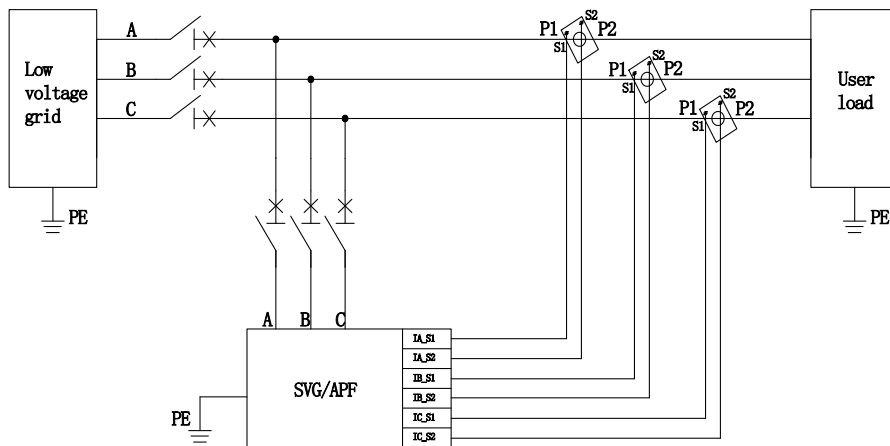 A
B
C
Low
voltage
grid
PE
P1
S2
P2
S1
P1
S2
P2
S1
P1
S2
P2
S1
User
load
PE
A
B
C
SVG/APF
PE
IA_S1
IA_S2
IB_S1
IB_S2
IC_S1
IC_S2